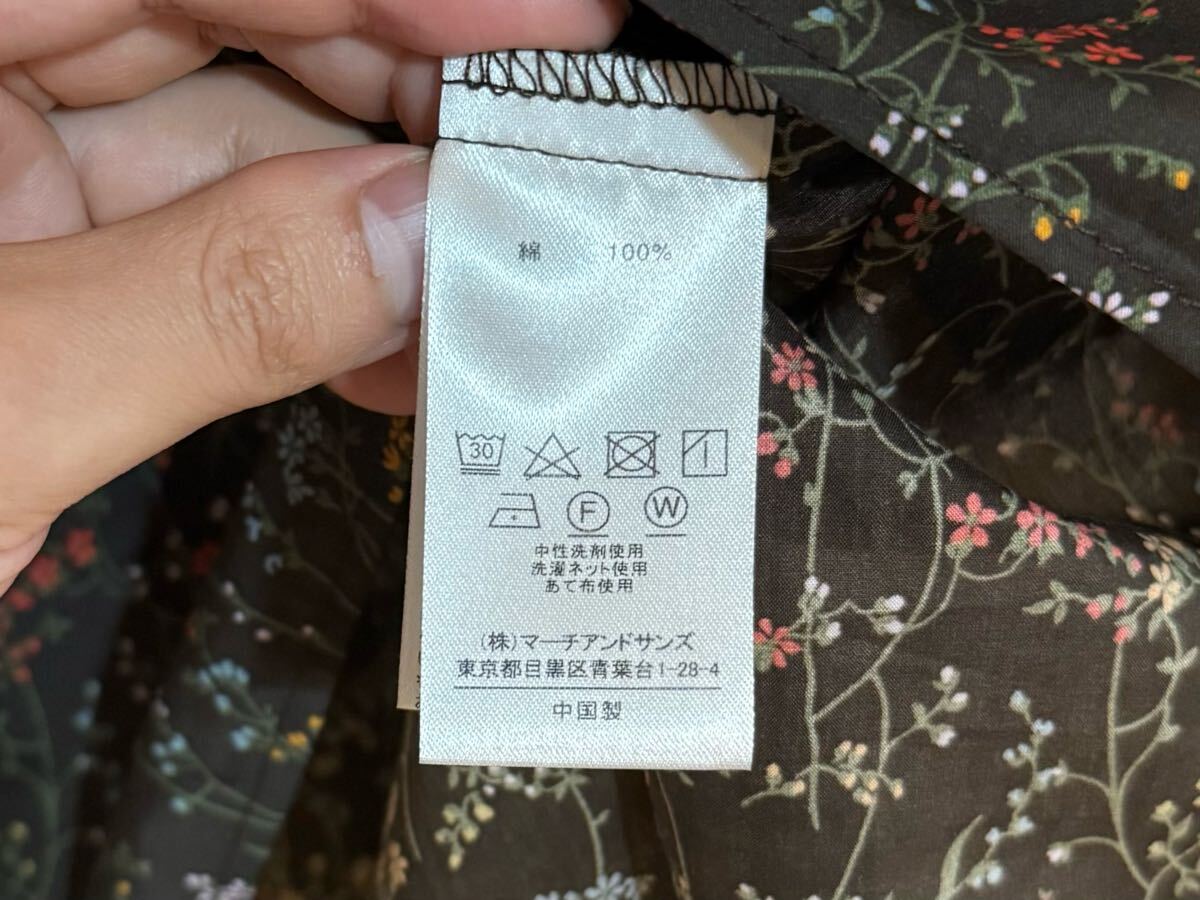 綿 100%
30
F W
中性洗剤使用
洗濯ネット使用
あて布使用
(株)マーチアンドサンズ
東京都目黒区青葉台1-28-4
中国製